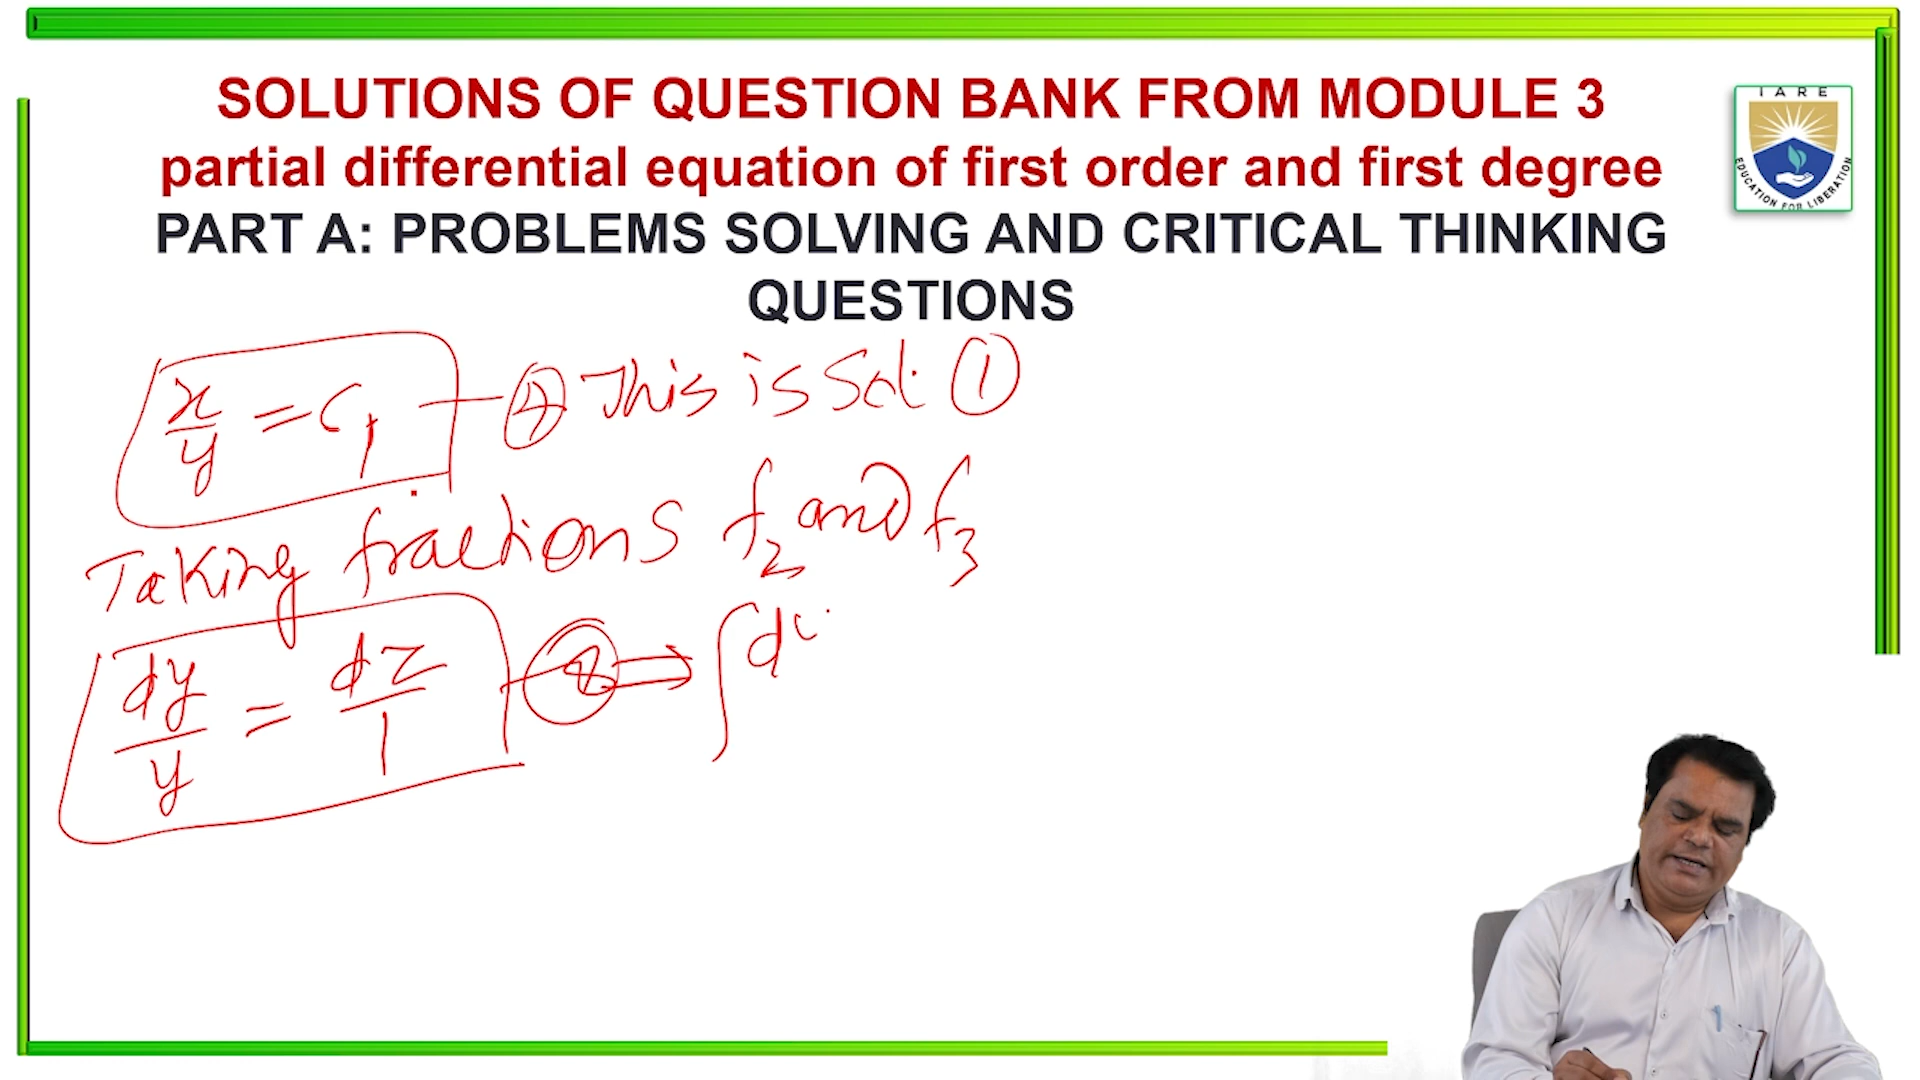 SOLUTIONS OF QUESTION BANK FROM MODULE 3
partial differential equation of first order and first degree
PART A: PROBLEMS SOLVING AND CRITICAL THINKING
QUESTIONS
IARE
EDUCATION FOR LIBERATION
x/y = c₁ — This is Sol. ①
Taking fractions f₂ and f₃
dy/y = dz/1 — ⇒ ∫ d